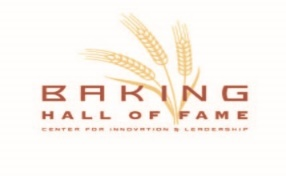 BAKING
HALL OF FAME
CENTER FOR INNOVATION & LEADERSHIP